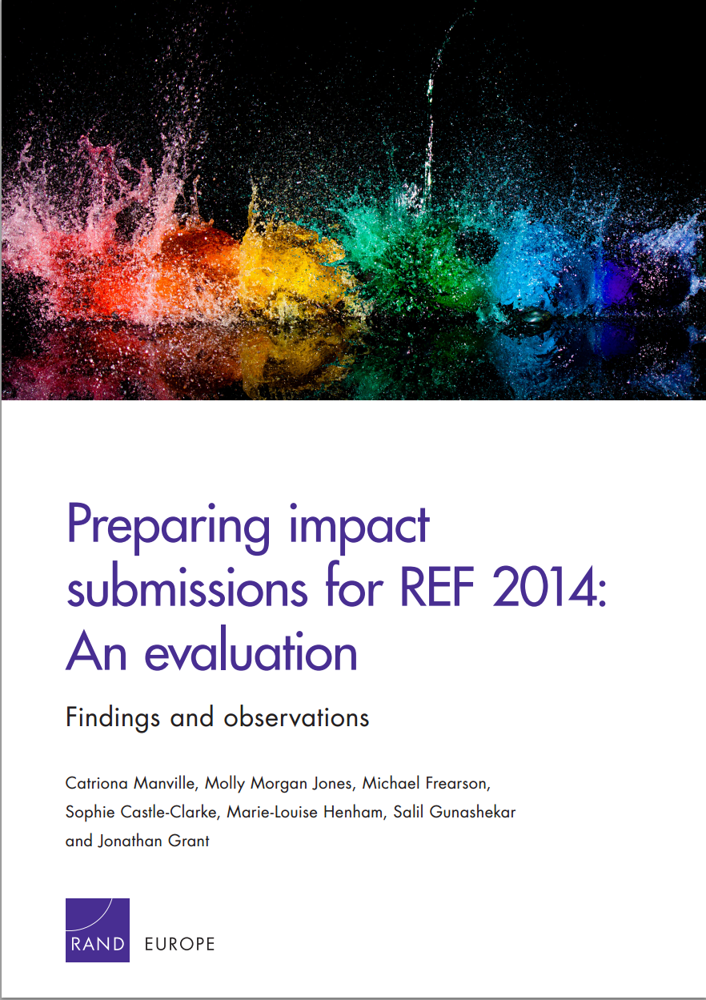 Preparing impact
submissions for REF 2014:
An evaluation
Findings and observations
Catriona Manville, Molly Morgan Jones, Michael Frearson,
Sophie Castle-Clarke, Marie-Louise Henham, Salil Gunashekar
and Jonathan Grant
RAND EUROPE